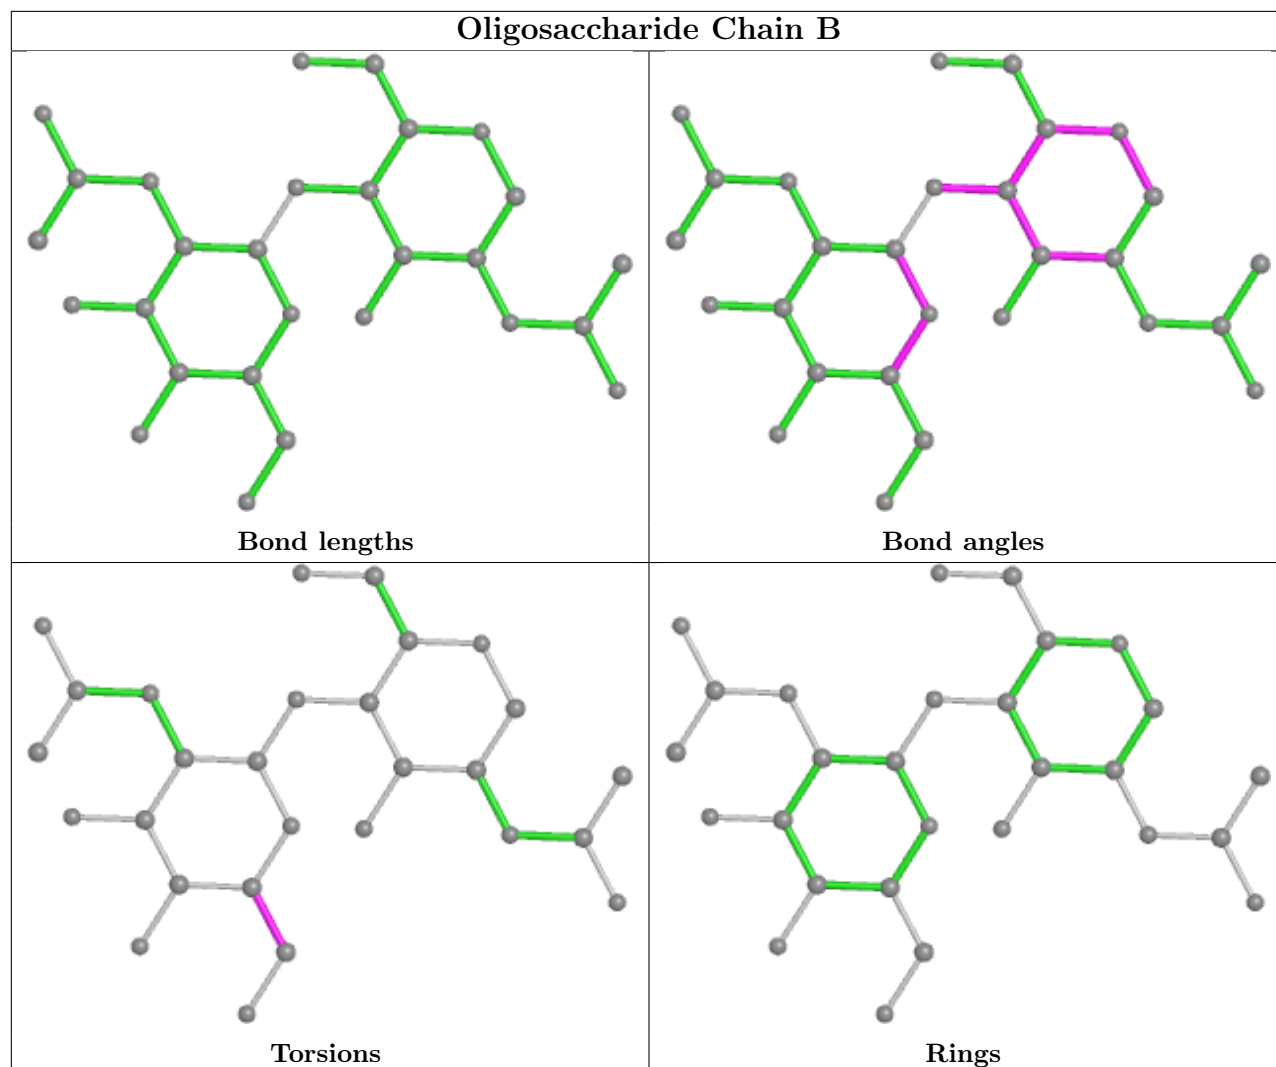 Oligosaccharide Chain B
Bond lengths
Bond angles
Torsions
Rings